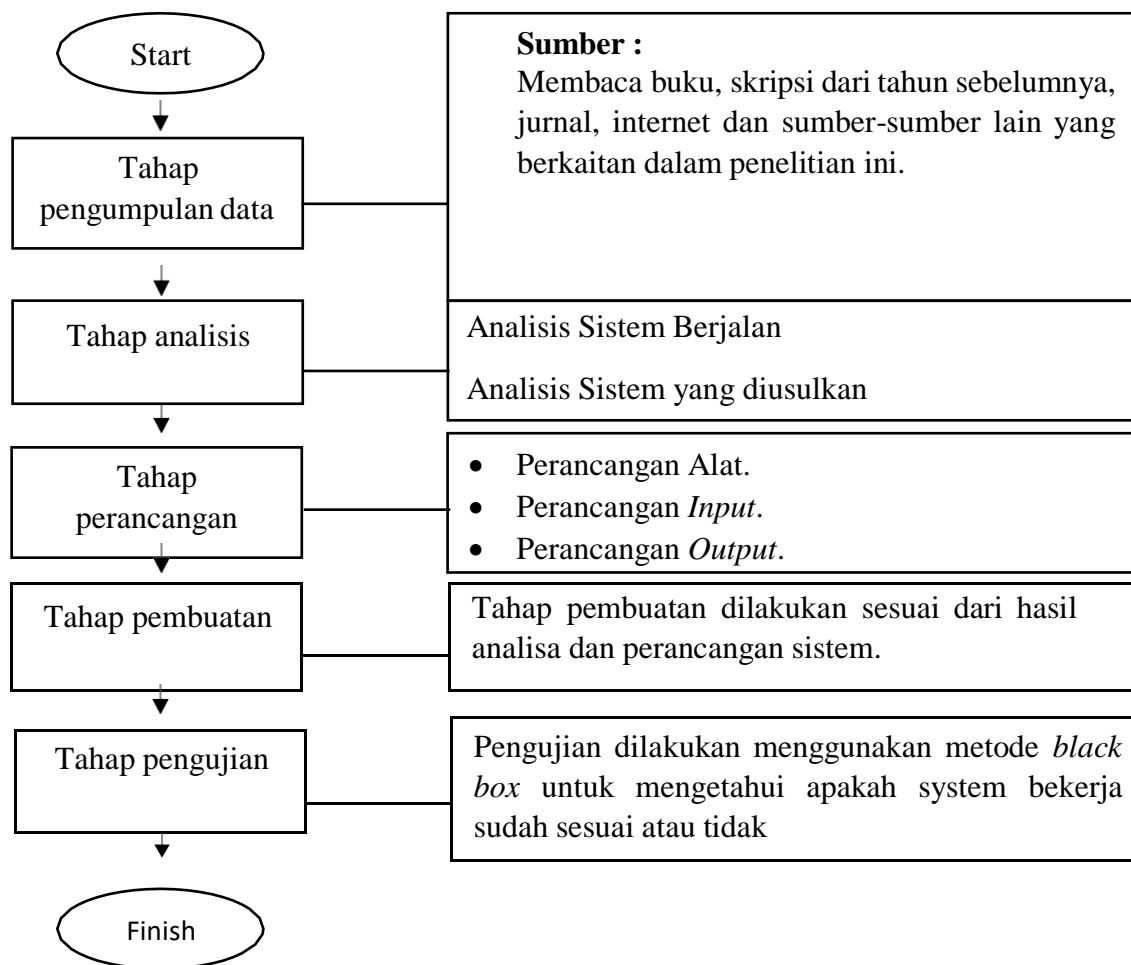 Start
Sumber :
Membaca buku, skripsi dari tahun sebelumnya,
jurnal, internet dan sumber-sumber lain yang
berkaitan dalam penelitian ini.
Tahap
pengumpulan data
Tahap analisis
Analisis Sistem Berjalan
Analisis Sistem yang diusulkan
Tahap
perancangan
• Perancangan Alat.
• Perancangan Input.
• Perancangan Output.
Tahap pembuatan
Tahap pembuatan dilakukan sesuai dari hasil
analisa dan perancangan sistem.
Tahap pengujian
Pengujian dilakukan menggunakan metode black
box untuk mengetahui apakah system bekerja
sudah sesuai atau tidak
Finish